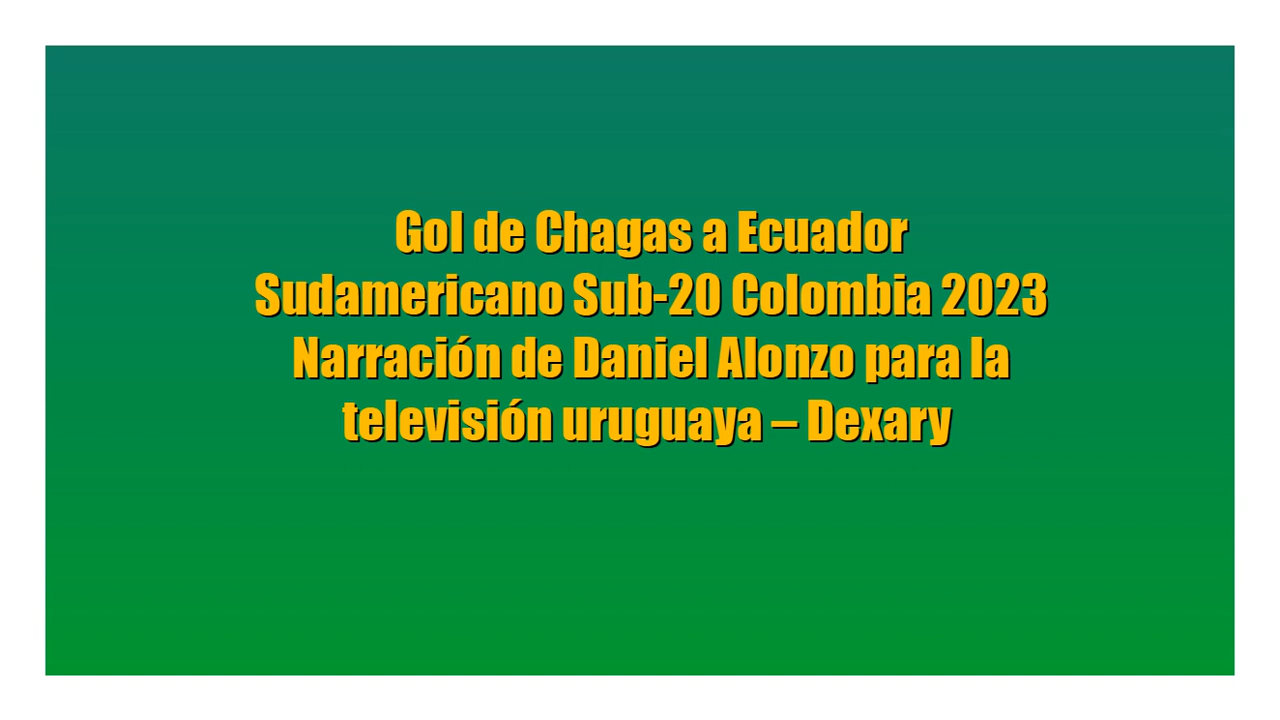 Gol de Chagas a Ecuador
Sudamericano Sub-20 Colombia 2023
Narración de Daniel Alonzo para la
televisión uruguaya – Dexary